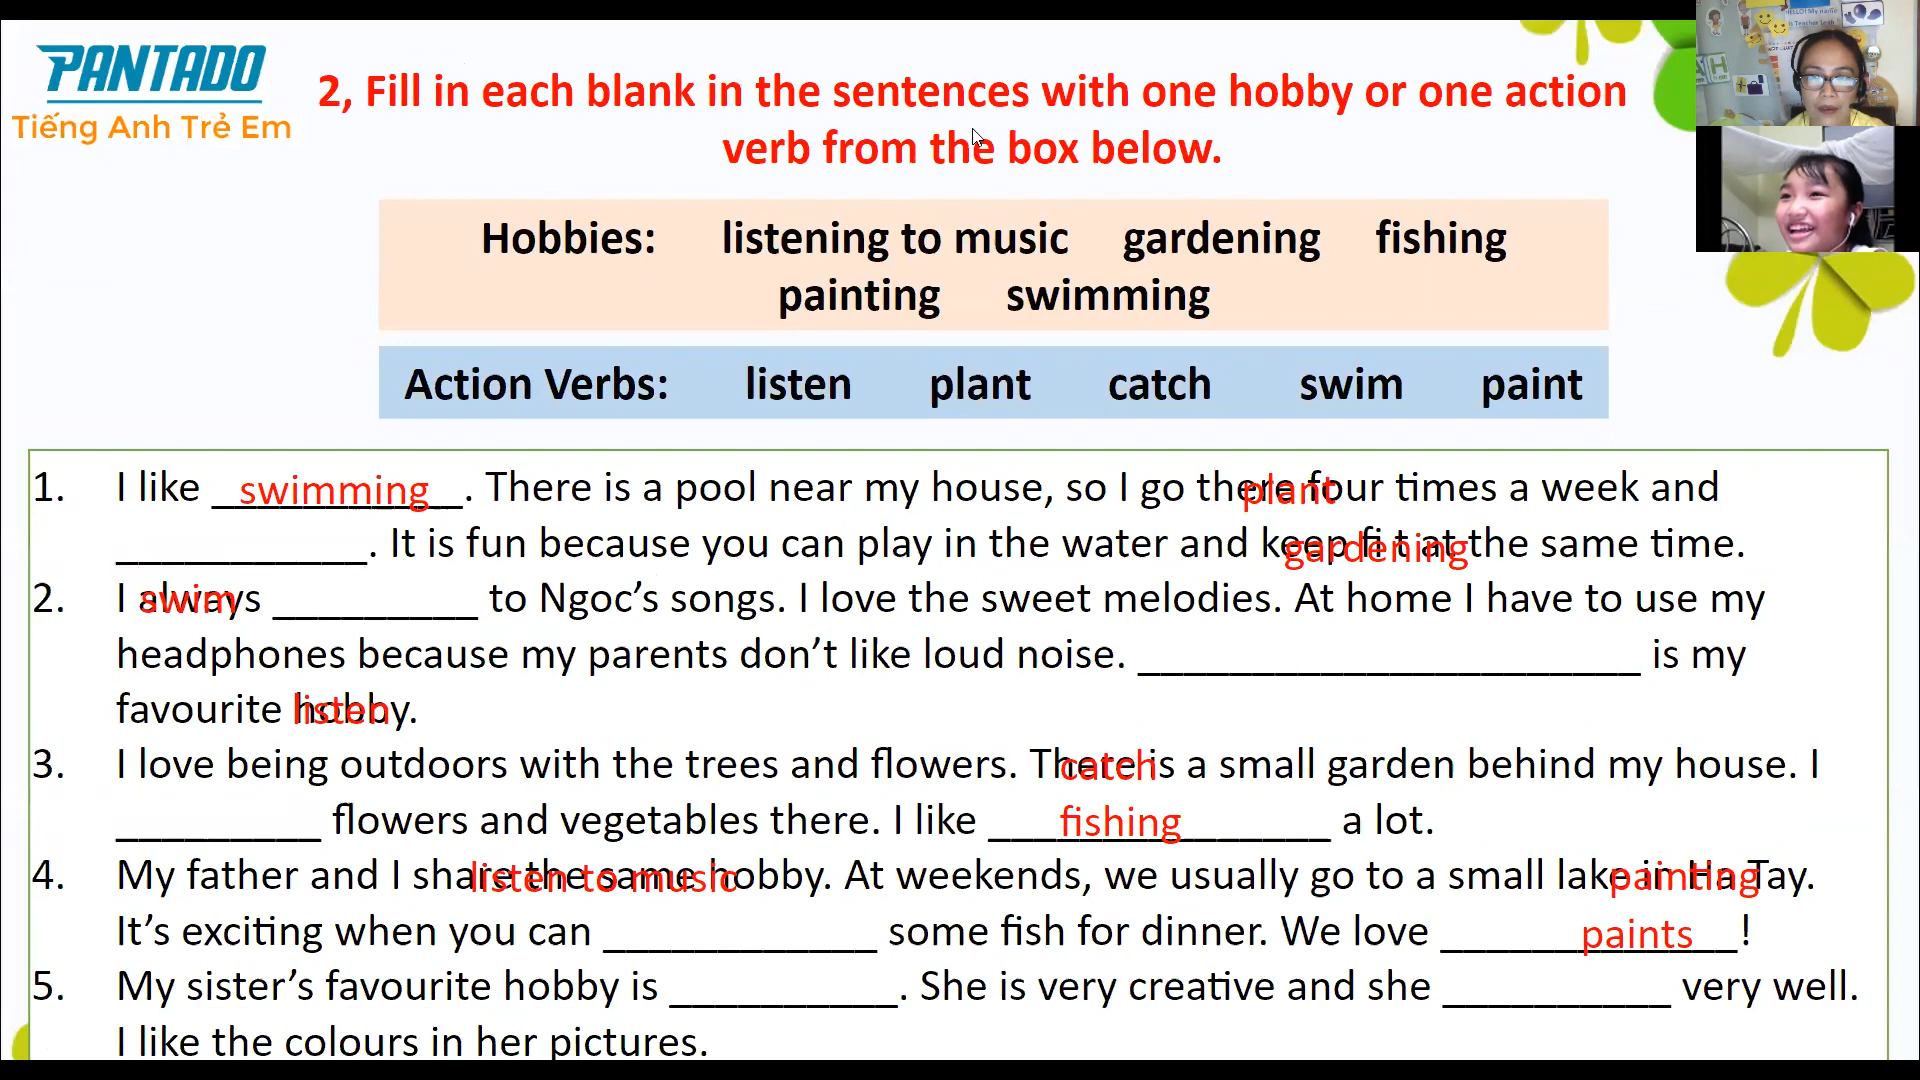 PANTADO
Tiếng Anh Trẻ Em
2, Fill in each blank in the sentences with one hobby or one action
verb from the box below.
Hobbies: listening to music gardening fishing
painting swimming
Action Verbs: listen plant catch swim paint
1. I like ___________. There is a pool near my house, so I go there four times a week and
swimming
plant
___________. It is fun because you can play in the water and keep fi t at the same time.
gardening
2. I always _________ to Ngoc’s songs. I love the sweet melodies. At home I have to use my
swim
headphones because my parents don’t like loud noise. ______________________ is my
favourite hobby.
listen
3. I love being outdoors with the trees and flowers. There is a small garden behind my house. I
catch
_________ flowers and vegetables there. I like _______________ a lot.
fishing
4. My father and I share the same hobby. At weekends, we usually go to a small lake in Ha Tay.
listen to music
painting
It’s exciting when you can ____________ some fish for dinner. We love _____________!
paints
5. My sister’s favourite hobby is __________. She is very creative and she __________ very well.
I like the colours in her pictures.